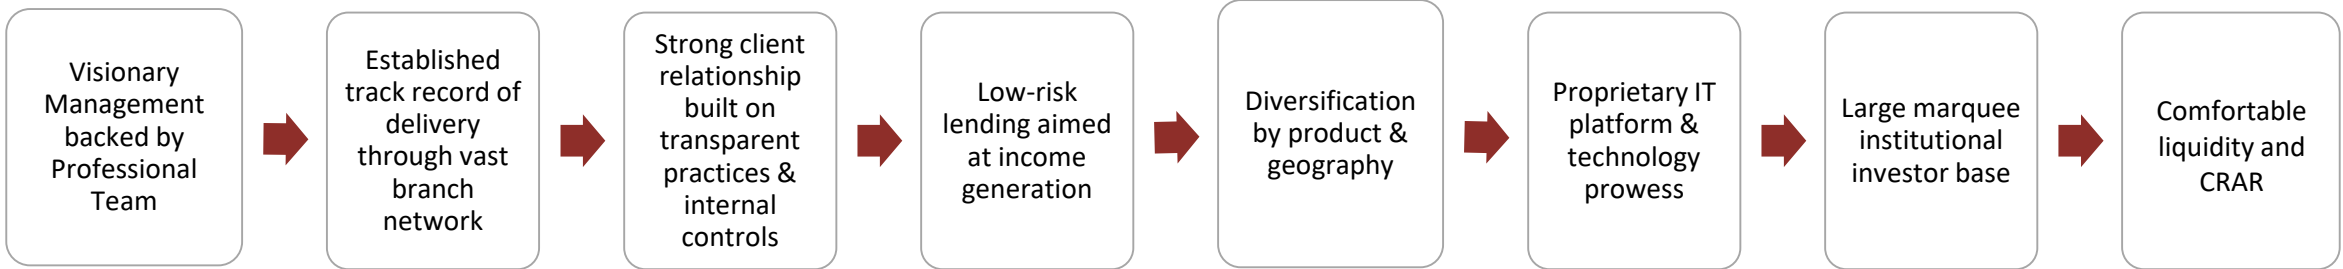 Visionary
Management
backed by
Professional
Team
Established
track record of
delivery
through vast
branch
network
Strong client
relationship
built on
transparent
practices &
internal
controls
Low-risk
lending aimed
at income
generation
Diversification
by product &
geography
Proprietary IT
platform &
technology
prowess
Large marquee
institutional
investor base
Comfortable
liquidity and
CRAR